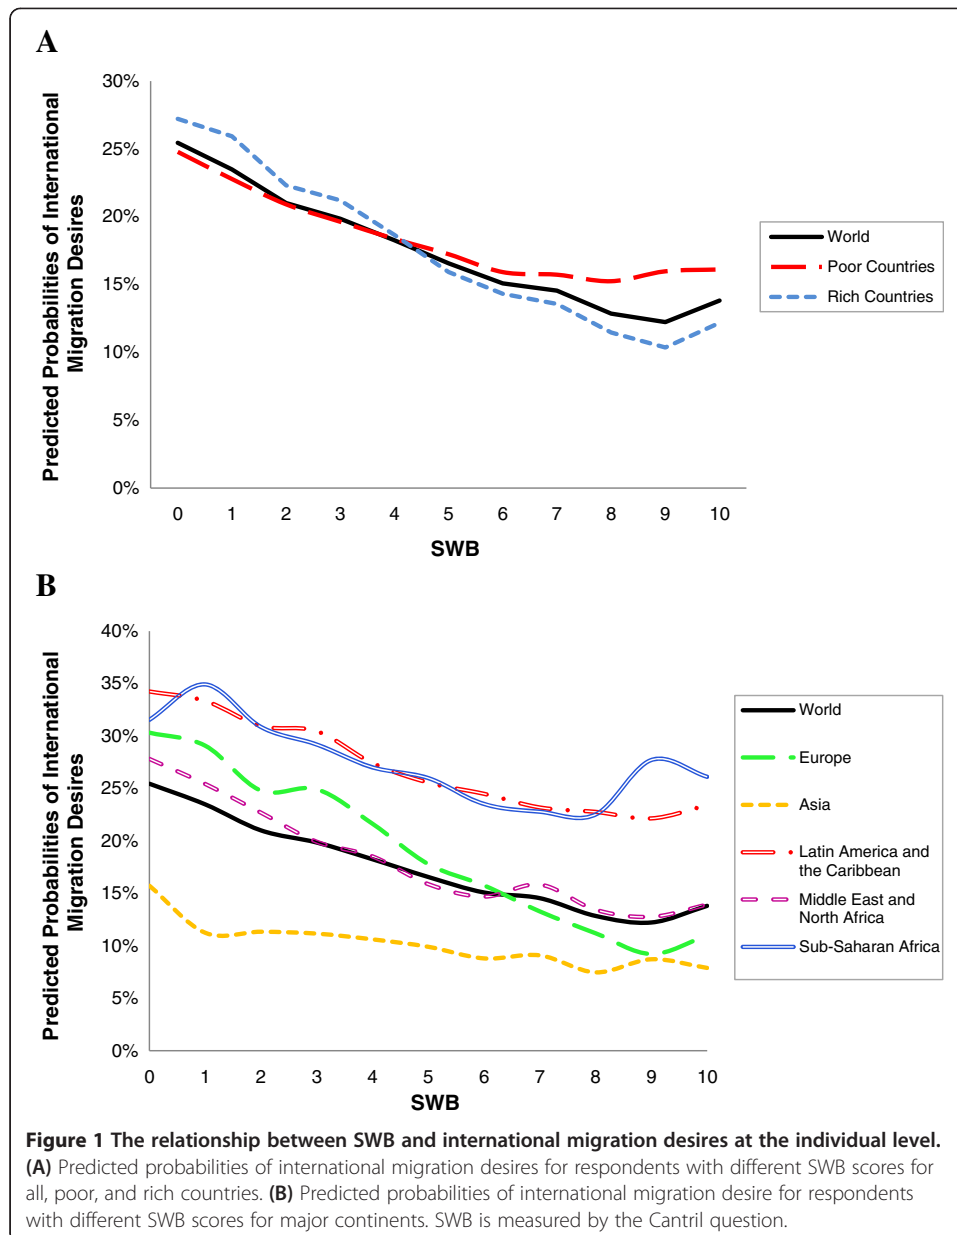 A
Predicted Probabilities of International
Migration Desires
30%
25%
20%
15%
10%
5%
0%
0 1 2 3 4 5 6 7 8 9 10
SWB
World
Poor Countries
Rich Countries
B
Predicted Probabilities of International
Migration Desires
40%
35%
30%
25%
20%
15%
10%
5%
0%
0 1 2 3 4 5 6 7 8 9 10
SWB
World
Europe
Asia
Latin America and
the Caribbean
Middle East and
North Africa
Sub-Saharan Africa
Figure 1 The relationship between SWB and international migration desires at the individual level.
(A) Predicted probabilities of international migration desires for respondents with different SWB scores for
all, poor, and rich countries. (B) Predicted probabilities of international migration desire for respondents
with different SWB scores for major continents. SWB is measured by the Cantril question.